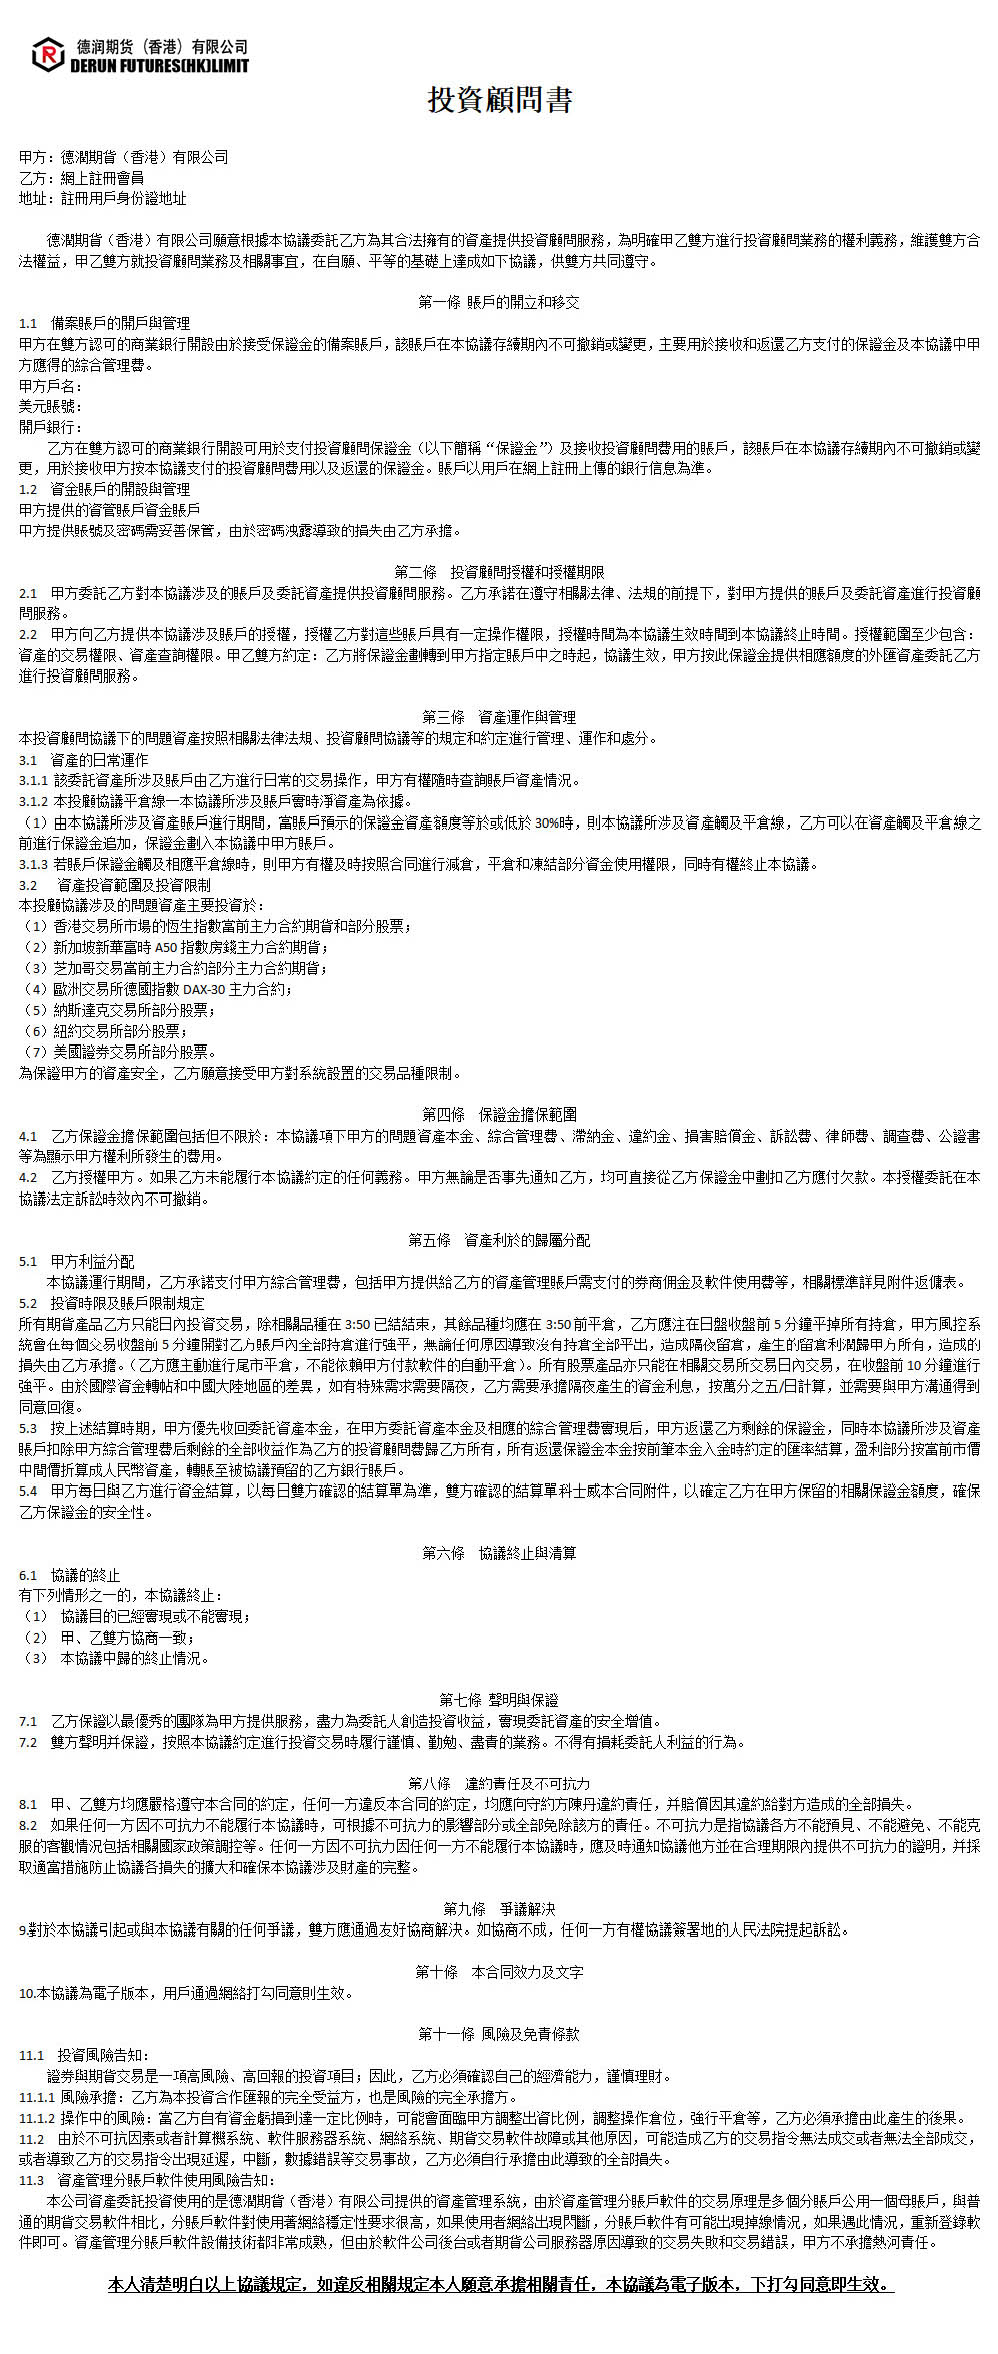 德润期货（香港）有限公司
DERUN FUTURES(HK)LIMIT
投資顧問書
甲方：德潤期貨（香港）有限公司
乙方：網上註冊會員
地址：註冊用戶身份證地址
德潤期貨（香港）有限公司願意根據本協議委託乙方為其合法擁有的資產提供投資顧問服務，為明確甲乙雙方進行投資顧問業務的權利義務，維護雙方合
法權益，甲乙雙方就投資顧問業務及相關事宜，在自願、平等的基礎上達成如下協議，供雙方共同遵守。
第一條 賬戶的開立和移交
1.1 備案賬戶的開戶與管理
甲方在雙方認可的商業銀行開設由於接受保證金的備案賬戶，該賬戶在本協議存續期內不可撤銷或變更，主要用於接收和返還乙方支付的保證金及本協議中甲
方應得的綜合管理費。
甲方戶名：
美元賬號：
開戶銀行：
乙方在雙方認可的商業銀行開設可用於支付投資顧問保證金（以下簡稱“保證金”）及接收投資顧問費用的賬戶，該賬戶在本協議存續期內不可撤銷或變
更，用於接收甲方按本協議支付的投資顧問費用以及返還的保證金。賬戶以用戶在網上註冊上傳的銀行信息為準。
1.2 資金賬戶的開設與管理
甲方提供的資管賬戶資金賬戶
甲方提供賬號及密碼需妥善保管，由於密碼洩露導致的損失由乙方承擔。
第二條 投資顧問授權和授權期限
2.1 甲方委託乙方對本協議涉及的賬戶及委託資產提供投資顧問服務。乙方承諾在遵守相關法律、法規的前提下，對甲方提供的賬戶及委託資產進行投資顧
問服務。
2.2 甲方向乙方提供本協議涉及賬戶的授權，授權乙方對這些賬戶具有一定操作權限，授權時間為本協議生效時間到本協議終止時間。授權範圍至少包含：
資產的交易權限、資產查詢權限。甲乙雙方約定：乙方將保證金劃轉到甲方指定賬戶中之時起，協議生效，甲方按此保證金提供相應額度的外匯資產委託乙方
進行投資顧問服務。
第三條 資產運作與管理
本投資顧問協議下的問題資產按照相關法律法規、投資顧問協議等的規定和約定進行管理、運作和處分。
3.1 資產的日常運作
3.1.1 該委託資產所涉及賬戶由乙方進行日常的交易操作，甲方有權隨時查詢賬戶資產情況。
3.1.2 本投顧協議平倉線一本協議所涉及賬戶實時淨資產為依據。
（1）由本協議所涉及資產賬戶進行期間，當賬戶預示的保證金資產額度等於或低於 30%時，則本協議所涉及資產觸及平倉線，乙方可以在資產觸及平倉線之
前進行保證金追加，保證金劃入本協議中甲方賬戶。
3.1.3 若賬戶保證金觸及相應平倉線時，則甲方有權及時按照合同進行減倉，平倉和凍結部分資金使用權限，同時有權終止本協議。
3.2 資產投資範圍及投資限制
本投顧協議涉及的問題資產主要投資於：
（1）香港交易所市場的恆生指數當前主力合約期貨和部分股票；
（2）新加坡新華富時 A50 指數房錢主力合約期貨；
（3）芝加哥交易當前主力合約部分主力合約期貨；
（4）歐洲交易所德國指數 DAX-30 主力合約；
（5）納斯達克交易所部分股票；
（6）紐約交易所部分股票；
（7）美國證券交易所部分股票。
為保證甲方的資產安全，乙方願意接受甲方對系統設置的交易品種限制。
第四條 保證金擔保範圍
4.1 乙方保證金擔保範圍包括但不限於：本協議項下甲方的問題資產本金、綜合管理費、滯納金、違約金、損害賠償金、訴訟費、律師費、調查費、公證書
等為顯示甲方權利所發生的費用。
4.2 乙方授權甲方。如果乙方未能履行本協議約定的任何義務。甲方無論是否事先通知乙方，均可直接從乙方保證金中劃扣乙方應付欠款。本授權委託在本
協議法定訴訟時效內不可撤銷。
第五條 資產利於的歸屬分配
5.1 甲方利益分配
本協議運行期間，乙方承諾支付甲方綜合管理費，包括甲方提供給乙方的資產管理賬戶需支付的券商佣金及軟件使用費等，相關標準詳見附件返傭表。
5.2 投資時限及賬戶限制規定
所有期貨產品乙方只能日內投資交易，除相關品種在 3:50 已結結束，其餘品種均應在 3:50 前平倉，乙方應注在日盤收盤前 5 分鐘平掉所有持倉，甲方風控系
統會在每個交易收盤前 5 分鐘開對乙方賬戶內全部持倉進行強平，無論任何原因導致沒有持倉全部平出，造成隔夜留倉，產生的留倉利潤歸甲方所有，造成的
損失由乙方承擔。（乙方應主動進行尾市平倉，不能依賴甲方付款軟件的自動平倉）。所有股票產品亦只能在相關交易所交易日內交易，在收盤前 10 分鐘進行
強平。由於國際資金轉帖和中國大陸地區的差異，如有特殊需求需要隔夜，乙方需要承擔隔夜產生的資金利息，按萬分之五/日計算，並需要與甲方溝通得到
同意回復。
5.3 按上述結算時期，甲方優先收回委託資產本金，在甲方委託資產本金及相應的綜合管理費實現后，甲方返還乙方剩餘的保證金，同時本協議所涉及資產
賬戶扣除甲方綜合管理費后剩餘的全部收益作為乙方的投資顧問費歸乙方所有，所有返還保證金本金按前筆本金入金時約定的匯率結算，盈利部分按當前市價
中間價折算成人民幣資產，轉賬至被協議預留的乙方銀行賬戶。
5.4 甲方每日與乙方進行資金結算，以每日雙方確認的結算單為準，雙方確認的結算單科士威本合同附件，以確定乙方在甲方保留的相關保證金額度，確保
乙方保證金的安全性。
第六條 協議終止與清算
6.1 協議的終止
有下列情形之一的，本協議終止：
（1） 協議目的已經實現或不能實現；
（2） 甲、乙雙方協商一致；
（3） 本協議中歸的終止情況。
第七條 聲明與保證
7.1 乙方保證以最優秀的團隊為甲方提供服務，盡力為委託人創造投資收益，實現委託資產的安全增值。
7.2 雙方聲明并保證，按照本協議約定進行投資交易時履行謹慎、勤勉、盡責的業務。不得有損耗委託人利益的行為。
第八條 違約責任及不可抗力
8.1 甲、乙雙方均應嚴格遵守本合同的約定，任何一方違反本合同的約定，均應向守約方陳丹違約責任，并賠償因其違約給對方造成的全部損失。
8.2 如果任何一方因不可抗力不能履行本協議時，可根據不可抗力的影響部分或全部免除該方的責任。不可抗力是指協議各方不能預見、不能避免、不能克
服的客觀情況包括相關國家政策調控等。任何一方因不可抗力因任何一方不能履行本協議時，應及時通知協議他方並在合理期限內提供不可抗力的證明，并採
取適當措施防止協議各損失的擴大和確保本協議涉及財產的完整。
第九條 爭議解決
9.對於本協議引起或與本協議有關的任何爭議，雙方應通過友好協商解決。如協商不成，任何一方有權協議簽署地的人民法院提起訴訟。
第十條 本合同效力及文字
10.本協議為電子版本，用戶通過網絡打勾同意則生效。
第十一條 風險及免責條款
11.1 投資風險告知：
證券與期貨交易是一項高風險、高回報的投資項目；因此，乙方必須確認自己的經濟能力，謹慎理財。
11.1.1 風險承擔：乙方為本投資合作匯報的完全受益方，也是風險的完全承擔方。
11.1.2 操作中的風險：當乙方自有資金虧損到達一定比例時，可能會面臨甲方調整出資比例，調整操作倉位，強行平倉等，乙方必須承擔由此產生的後果。
11.2 由於不可抗因素或者計算機系統、軟件服務器系統、網絡系統、期貨交易軟件故障或其他原因，可能造成乙方的交易指令無法成交或者無法全部成交，
或者導致乙方的交易指令出現延遲，中斷，數據錯誤等交易事故，乙方必須自行承擔由此導致的全部損失。
11.3 資產管理分賬戶軟件使用風險告知：
本公司資產委託投資使用的是德潤期貨（香港）有限公司提供的資產管理系統，由於資產管理分賬戶軟件的交易原理是多個分賬戶公用一個母賬戶，與普
通的期貨交易軟件相比，分賬戶軟件對使用著網絡穩定性要求很高，如果使用者網絡出現閃斷，分賬戶軟件有可能出現掉線情況，如果遇此情況，重新登錄軟
件即可。資產管理分賬戶軟件設備技術都非常成熟，但由於軟件公司後台或者期貨公司服務器原因導致的交易失敗和交易錯誤，甲方不承擔熱河責任。
本人清楚明白以上協議規定，如違反相關規定本人願意承擔相關責任，本協議為電子版本，下打勾同意即生效。